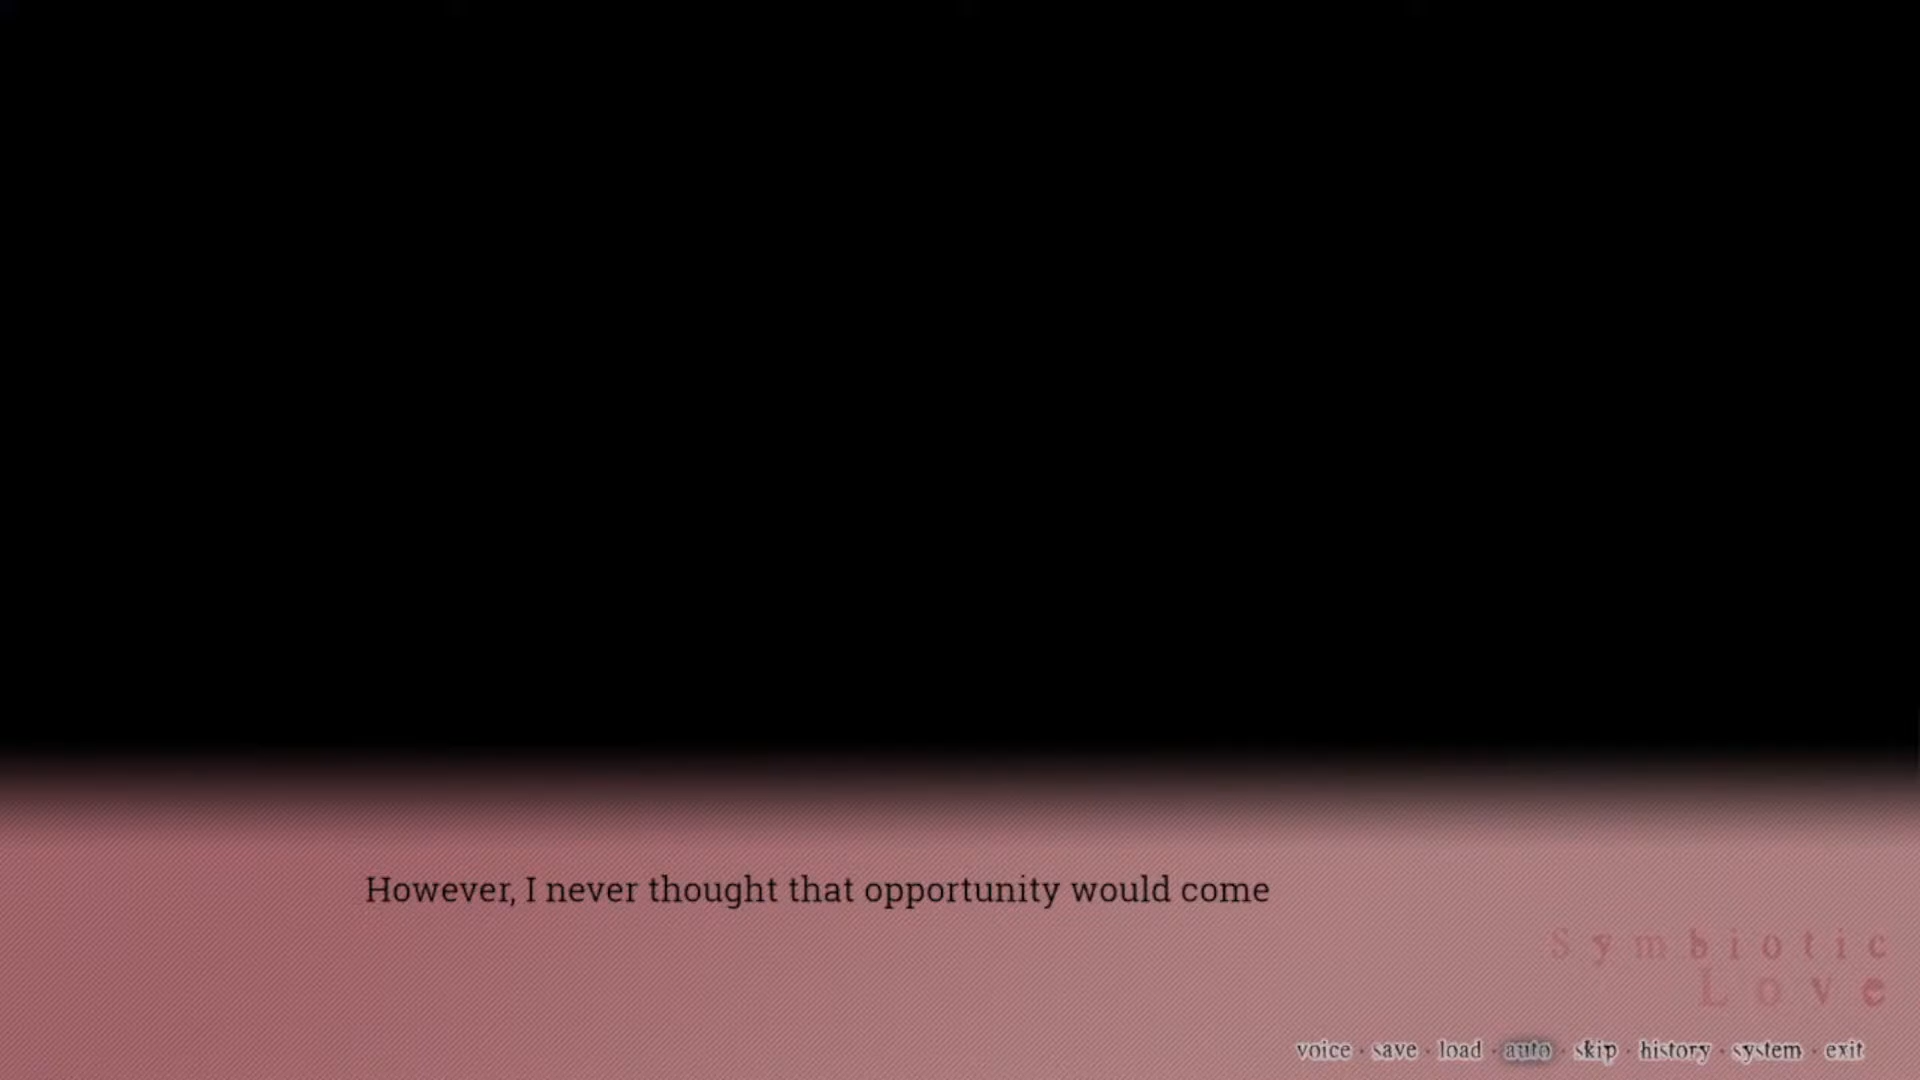 However, I never thought that opportunity would come
Symbiotic
Love
voice · save · load · auto · skip · history · system · exit